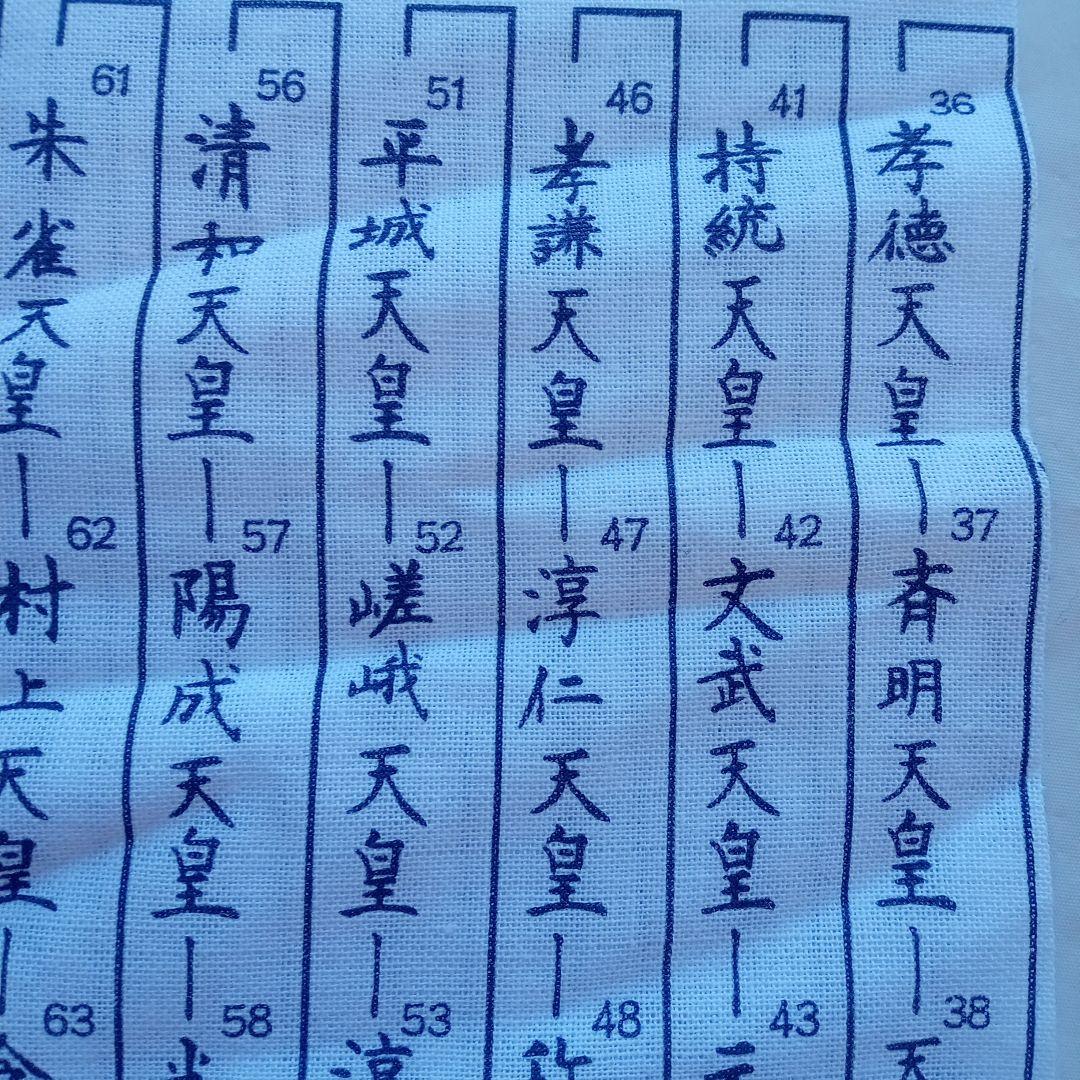 36
孝徳天皇
37
斉明天皇
38
天
41
持統天皇
42
文武天皇
43
元
46
孝謙天皇
47
淳仁天皇
48
51
平城天皇
52
嵯峨天皇
53
淳
56
清和天皇
57
陽成天皇
58
61
朱雀天皇
62
村上天皇
63